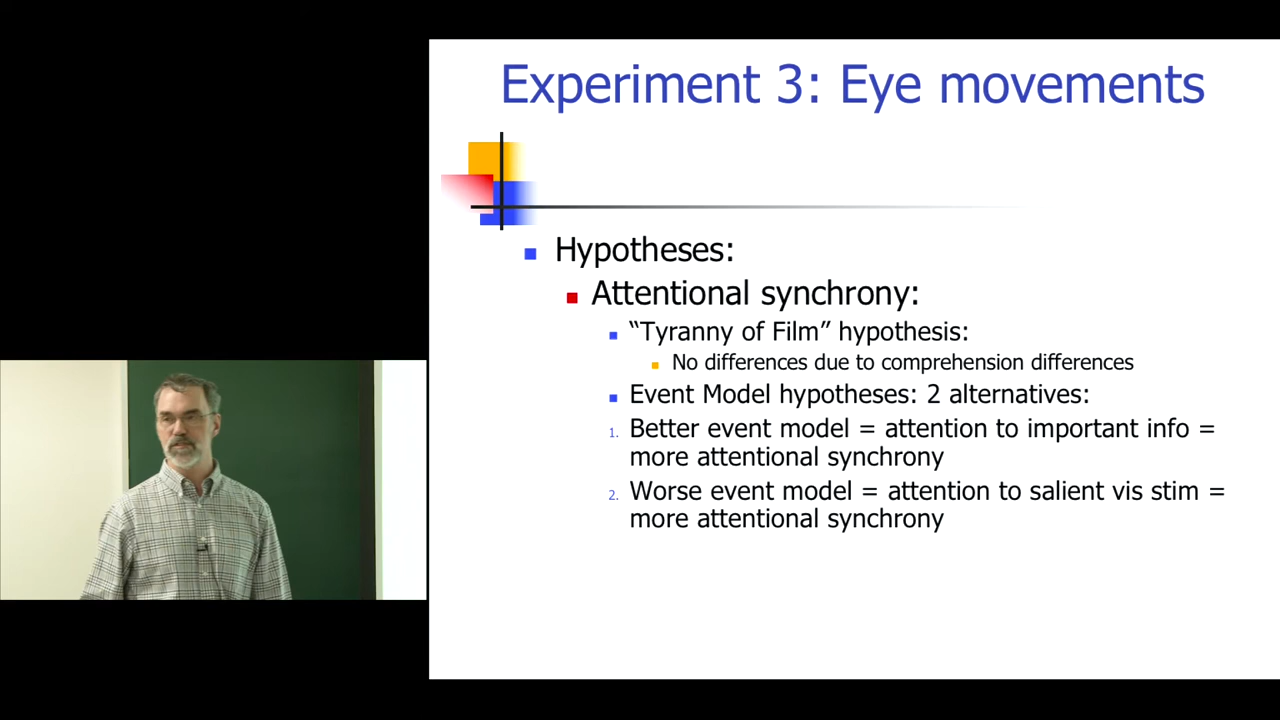 Experiment 3: Eye movements
Hypotheses:
Attentional synchrony:
“Tyranny of Film” hypothesis:
No differences due to comprehension differences
Event Model hypotheses: 2 alternatives:
1. Better event model = attention to important info =
more attentional synchrony
2. Worse event model = attention to salient vis stim =
more attentional synchrony